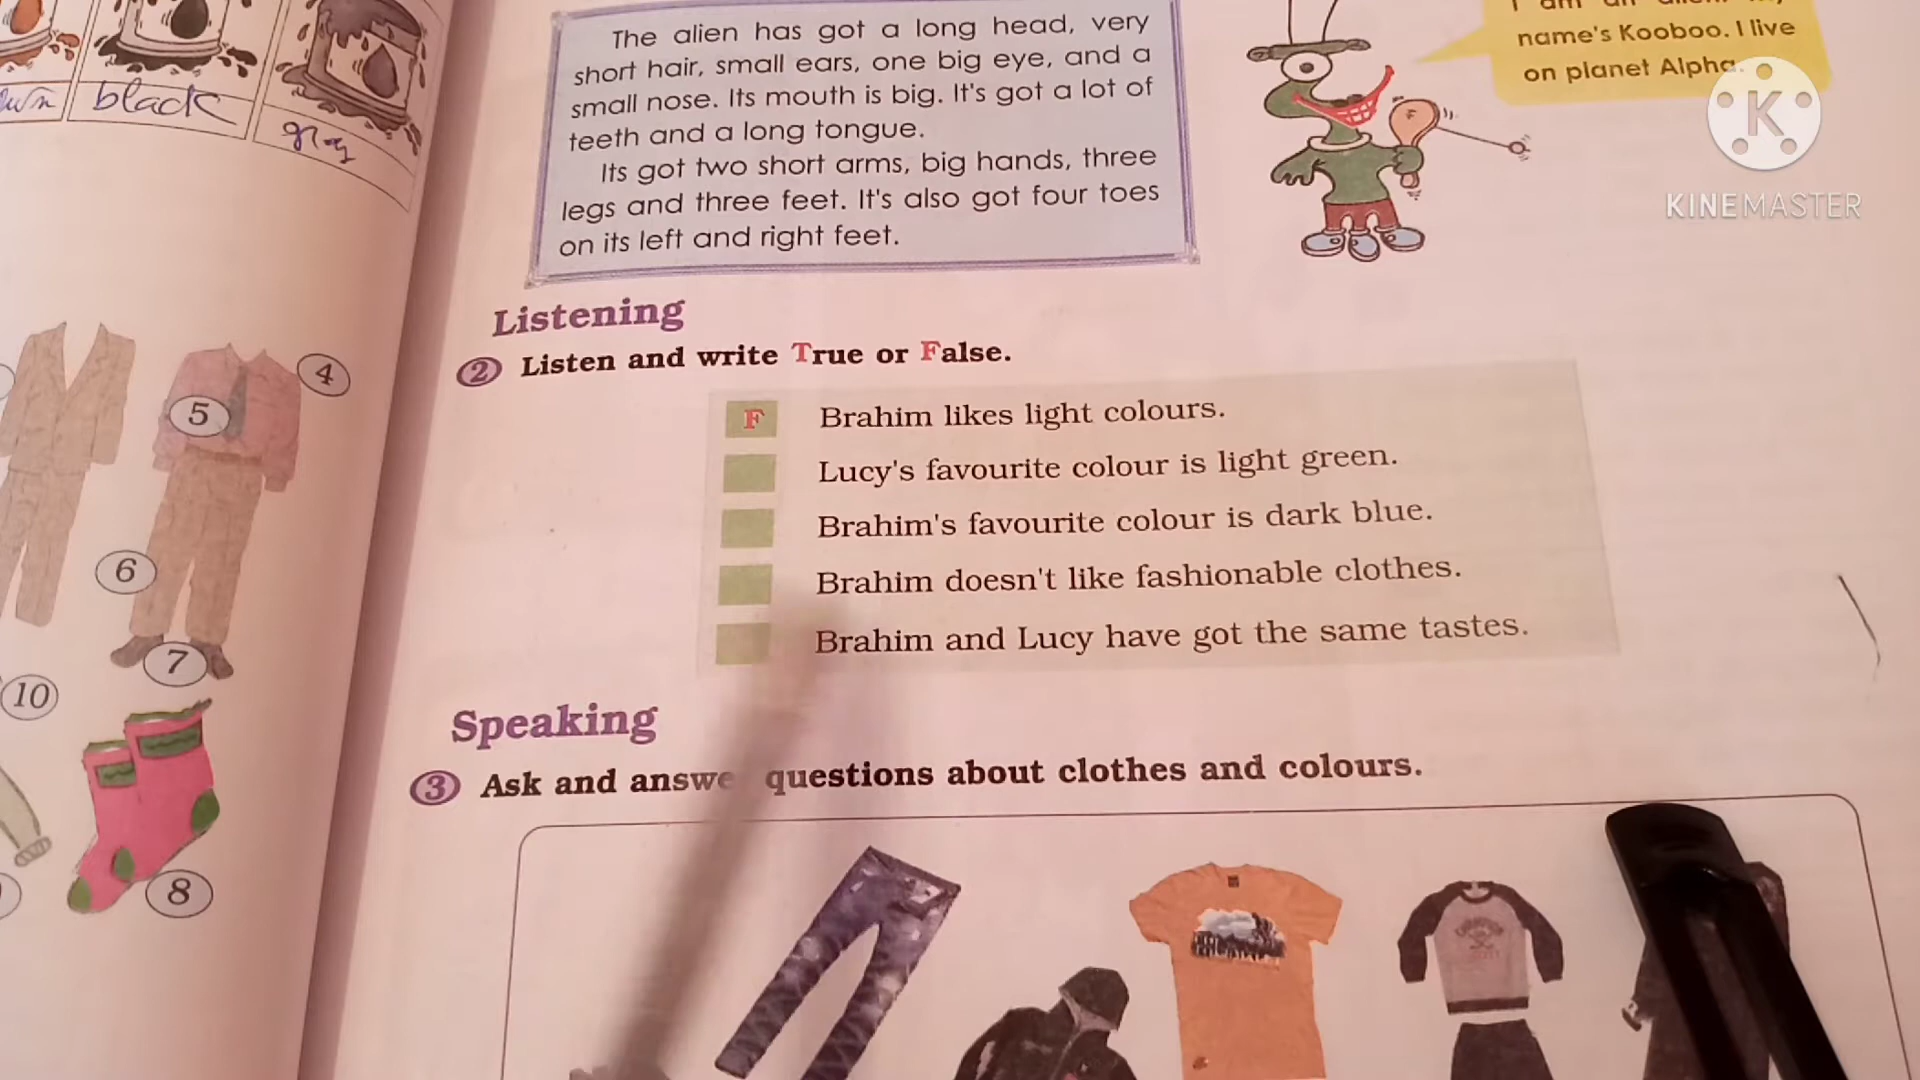 black
gray
4
5
6
7
10
8
The alien has got a long head, very
short hair, small ears, one big eye, and a
small nose. Its mouth is big. It's got a lot of
teeth and a long tongue.
Its got two short arms, big hands, three
legs and three feet. It's also got four toes
on its left and right feet.
name's Kooboo. I live
on planet Alpha.
K
KINEMASTER
Listening
2 Listen and write True or False.
F Brahim likes light colours.
Lucy's favourite colour is light green.
Brahim's favourite colour is dark blue.
Brahim doesn't like fashionable clothes.
Brahim and Lucy have got the same tastes.
Speaking
3 Ask and answe questions about clothes and colours.